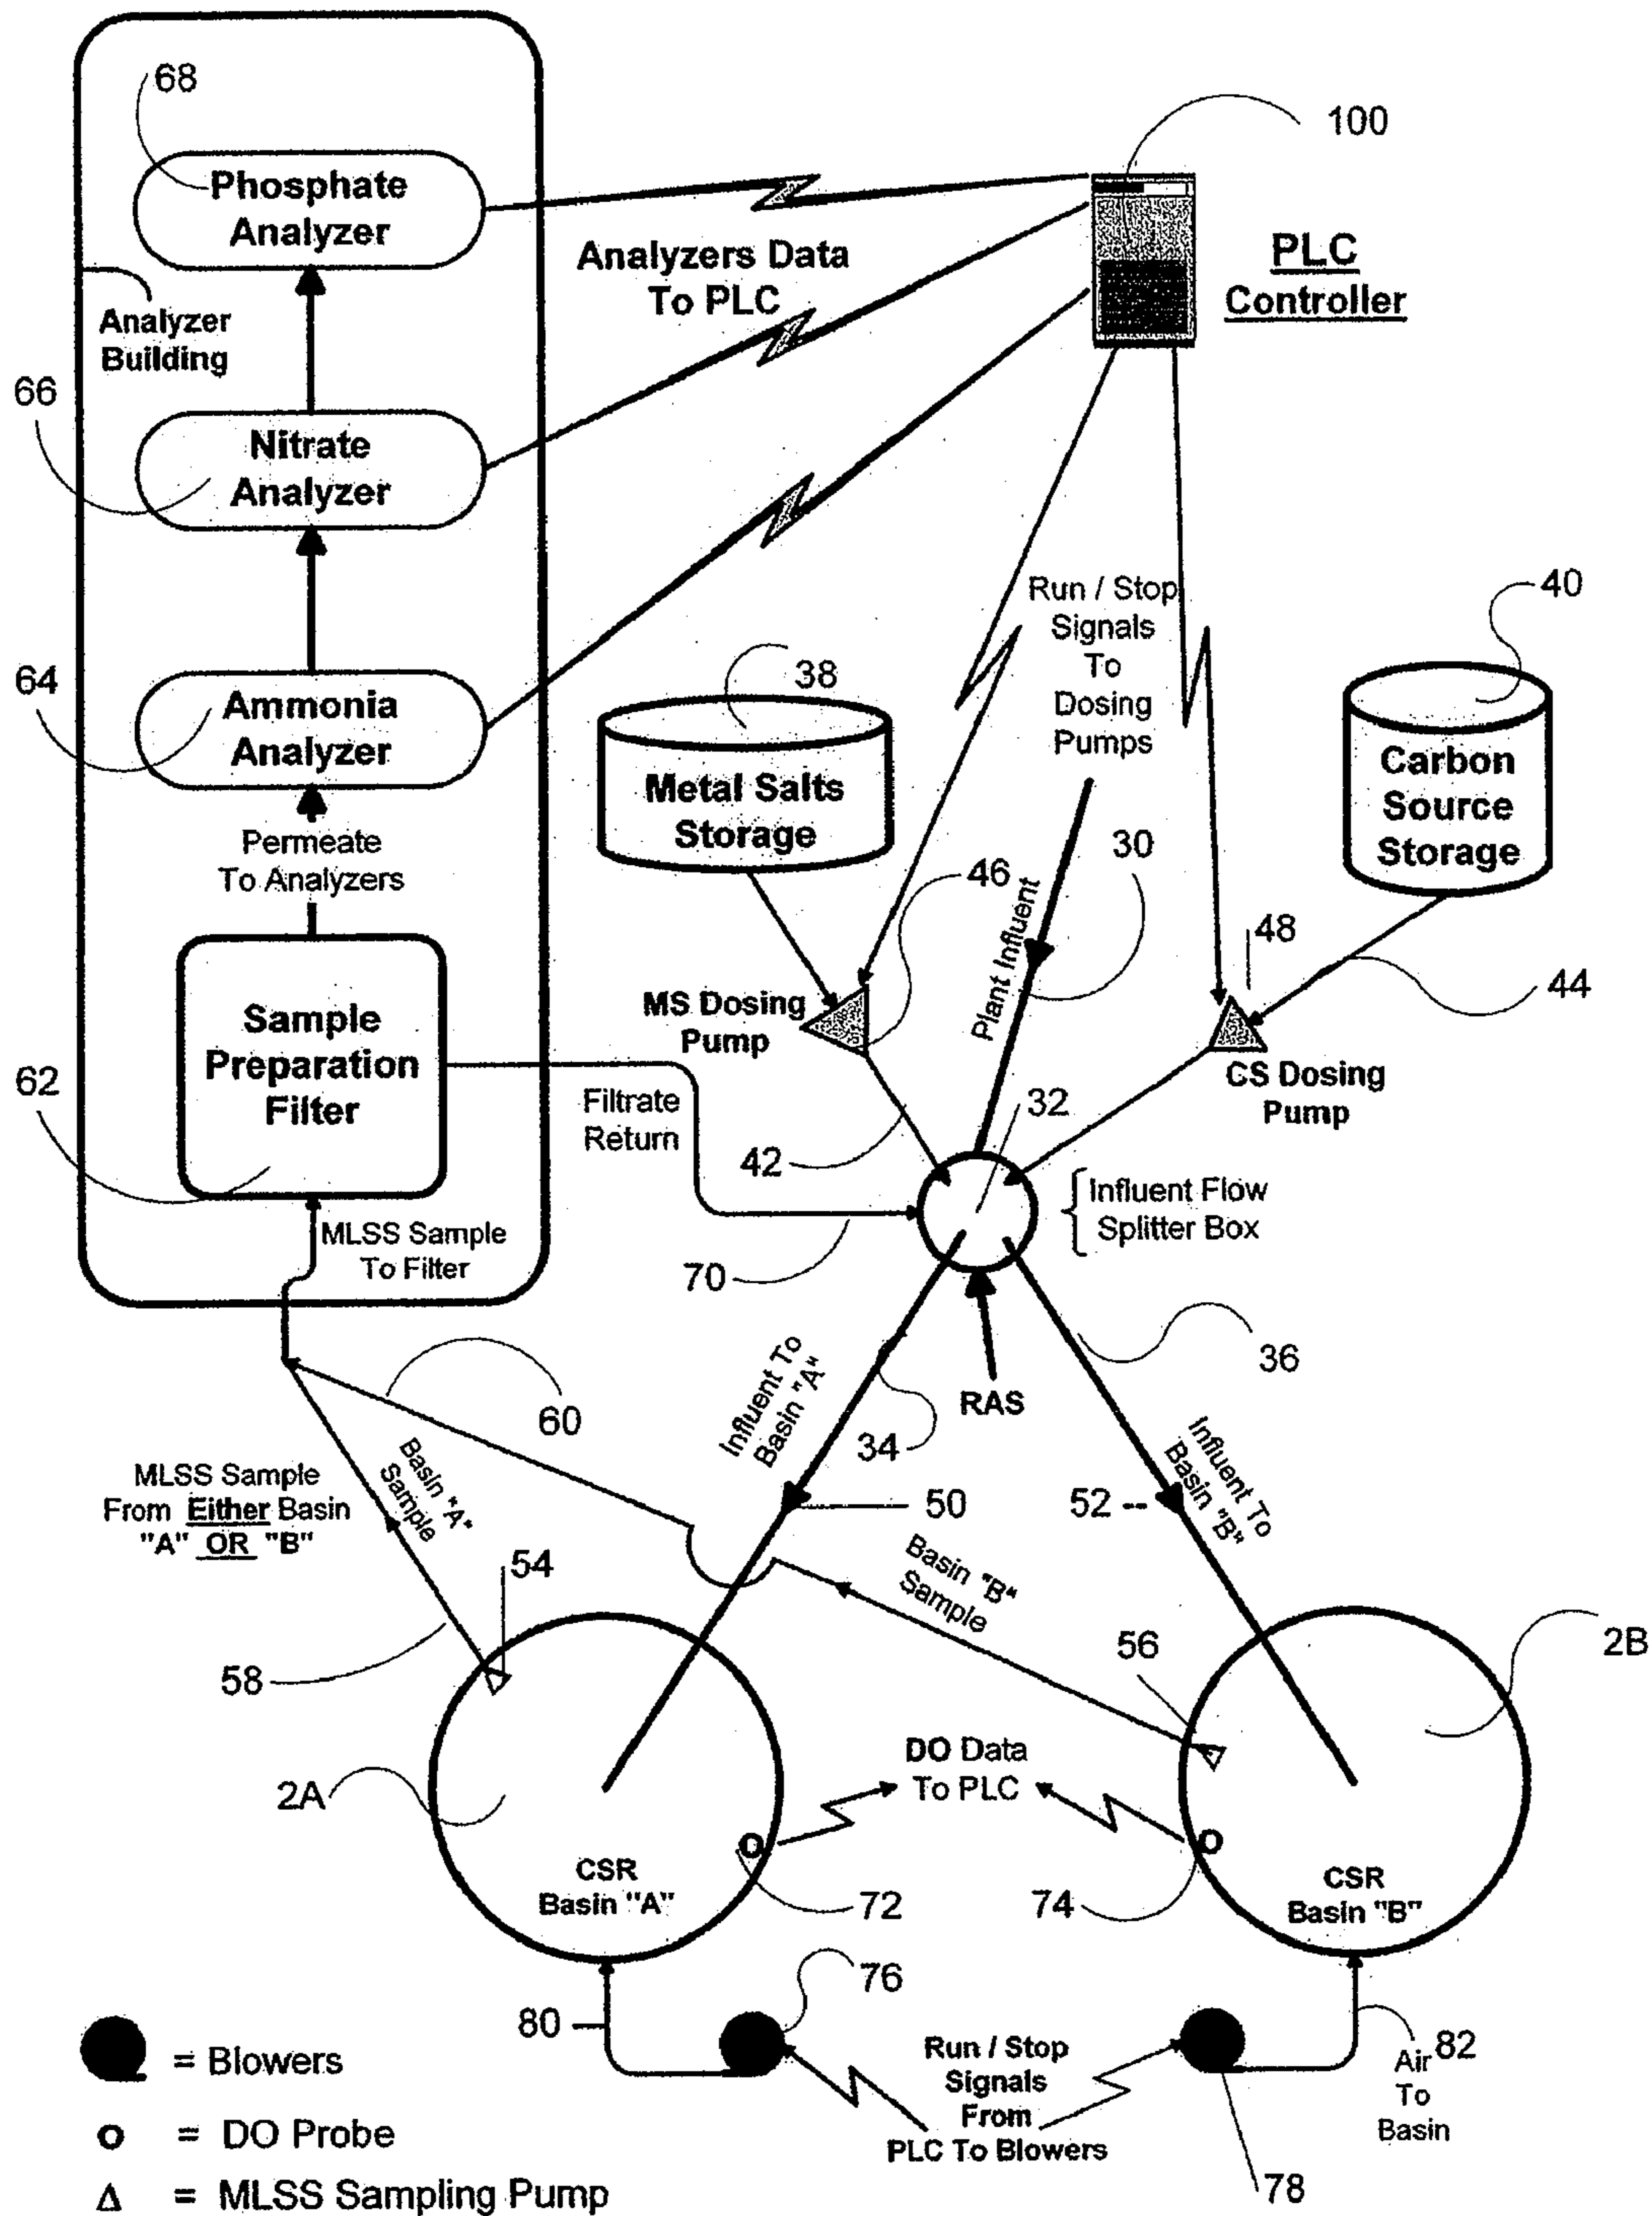 68
Phosphate
Analyzer
Analyzer
Building
66
Nitrate
Analyzer
64
Ammonia
Analyzer
Permeate
To Analyzers
Sample
Preparation
Filter
62
MLSS Sample
To Filter
Analyzers Data
To PLC
100
PLC
Controller
Run / Stop
Signals
To
Dosing
Pumps
38
Metal Salts
Storage
40
Carbon
Source
Storage
30
46
48
44
Plant Influent
MS Dosing
Pump
CS Dosing
Pump
Filtrate
Return
42
32
Influent Flow
Splitter Box
70
RAS
36
34
60
Influent To
Basin "A"
Influent To
Basin "B"
MLSS Sample
From Either Basin
"A" OR "B"
Basin "A"
Sample
50
52
Basin "B"
Sample
54
56
58
2B
2A
DO Data
To PLC
CSR
Basin "A"
CSR
Basin "B"
72
74
76
80
82
Air
To
Basin
Run / Stop
Signals
From
PLC To Blowers
78
= Blowers
= DO Probe
= MLSS Sampling Pump